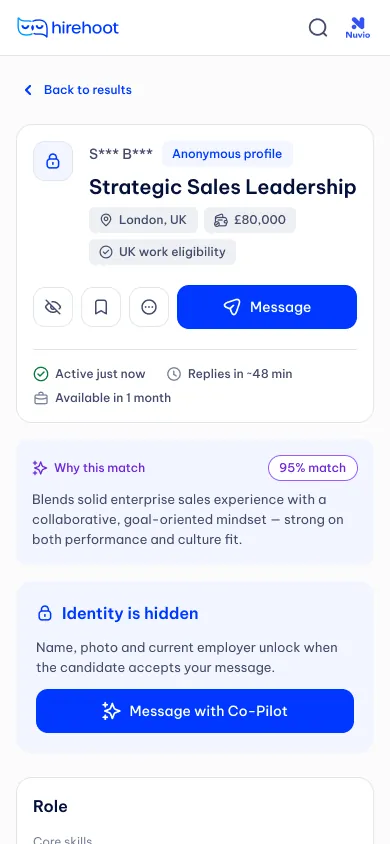 hirehoot
Nuvio
Back to results
S*** B***
Anonymous profile
Strategic Sales Leadership
London, UK
£80,000
UK work eligibility
Message
Active just now
Replies in ~48 min
Available in 1 month
Why this match
95% match
Blends solid enterprise sales experience with a
collaborative, goal-oriented mindset — strong on
both performance and culture fit.
Identity is hidden
Name, photo and current employer unlock when
the candidate accepts your message.
Message with Co-Pilot
Role
Core skills